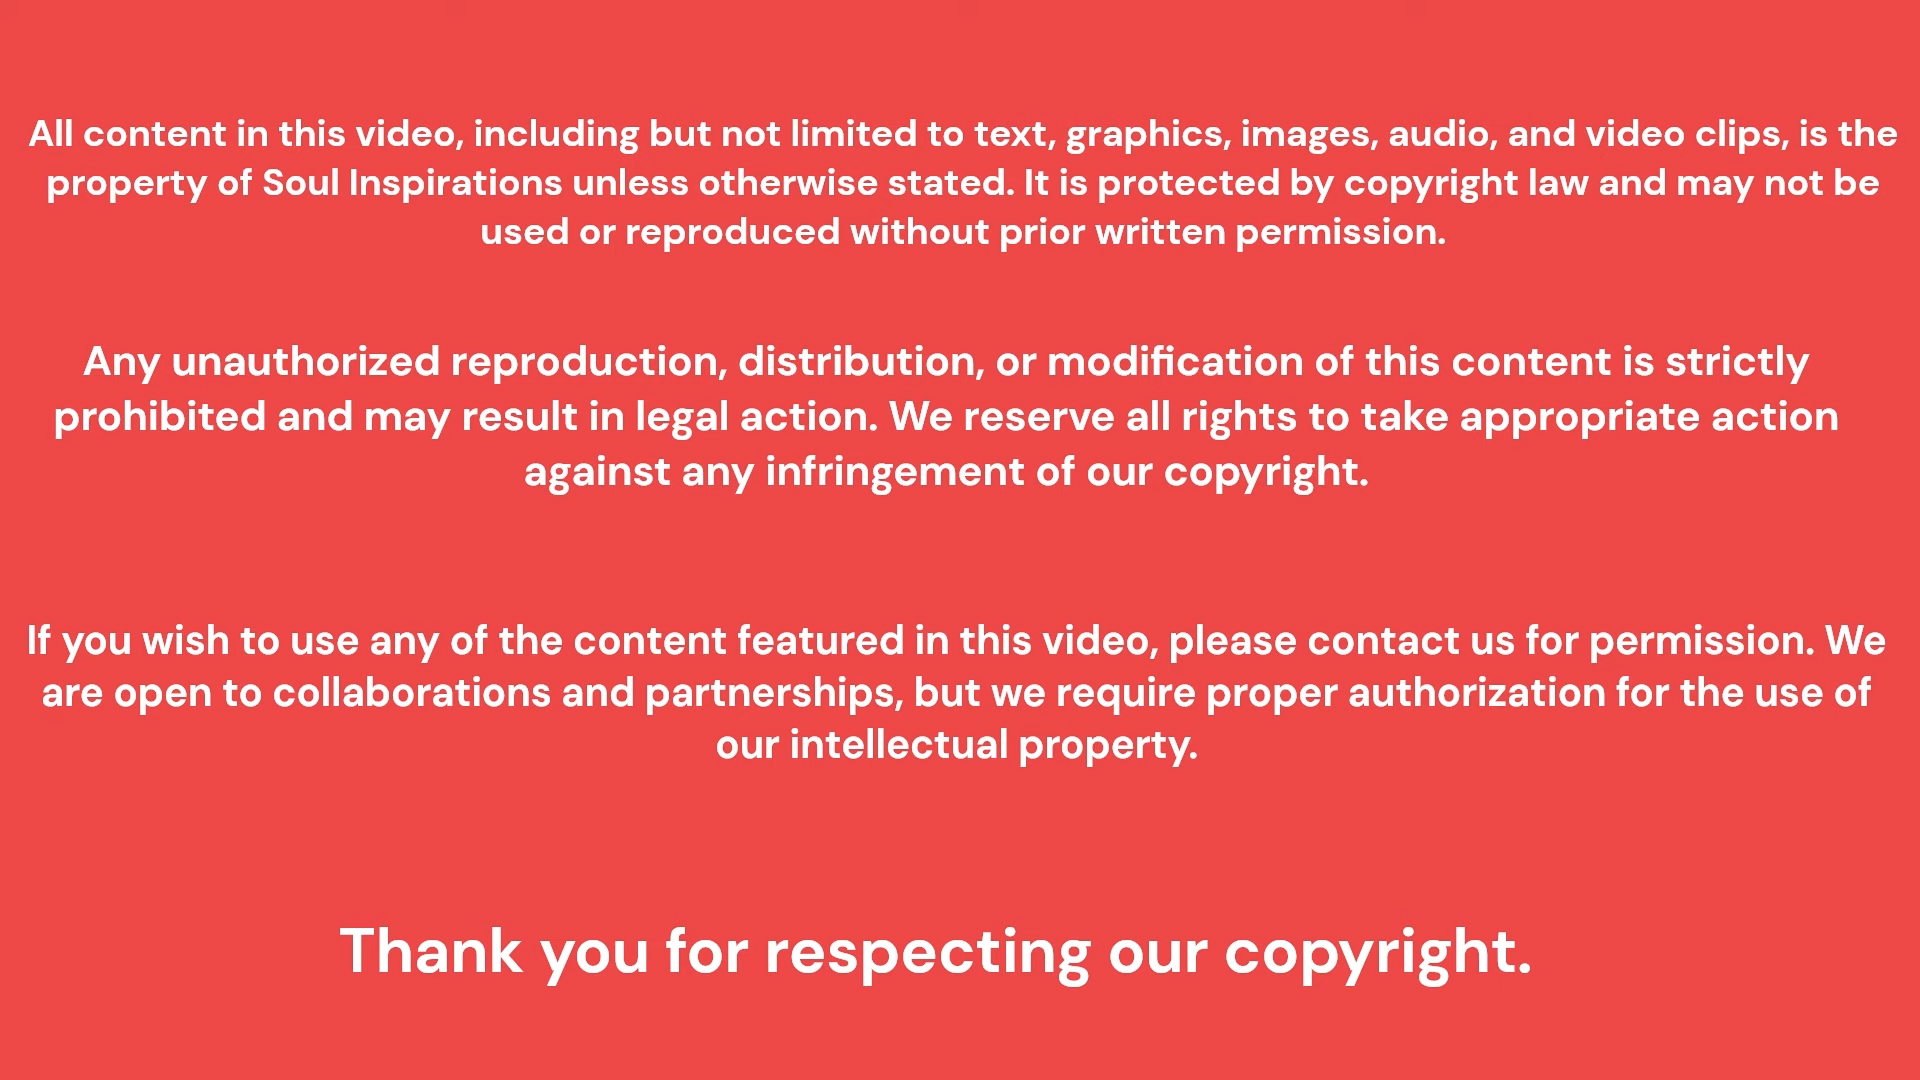 All content in this video, including but not limited to text, graphics, images, audio, and video clips, is the
property of Soul Inspirations unless otherwise stated. It is protected by copyright law and may not be
used or reproduced without prior written permission.
Any unauthorized reproduction, distribution, or modification of this content is strictly
prohibited and may result in legal action. We reserve all rights to take appropriate action
against any infringement of our copyright.
If you wish to use any of the content featured in this video, please contact us for permission. We
are open to collaborations and partnerships, but we require proper authorization for the use of
our intellectual property.
Thank you for respecting our copyright.